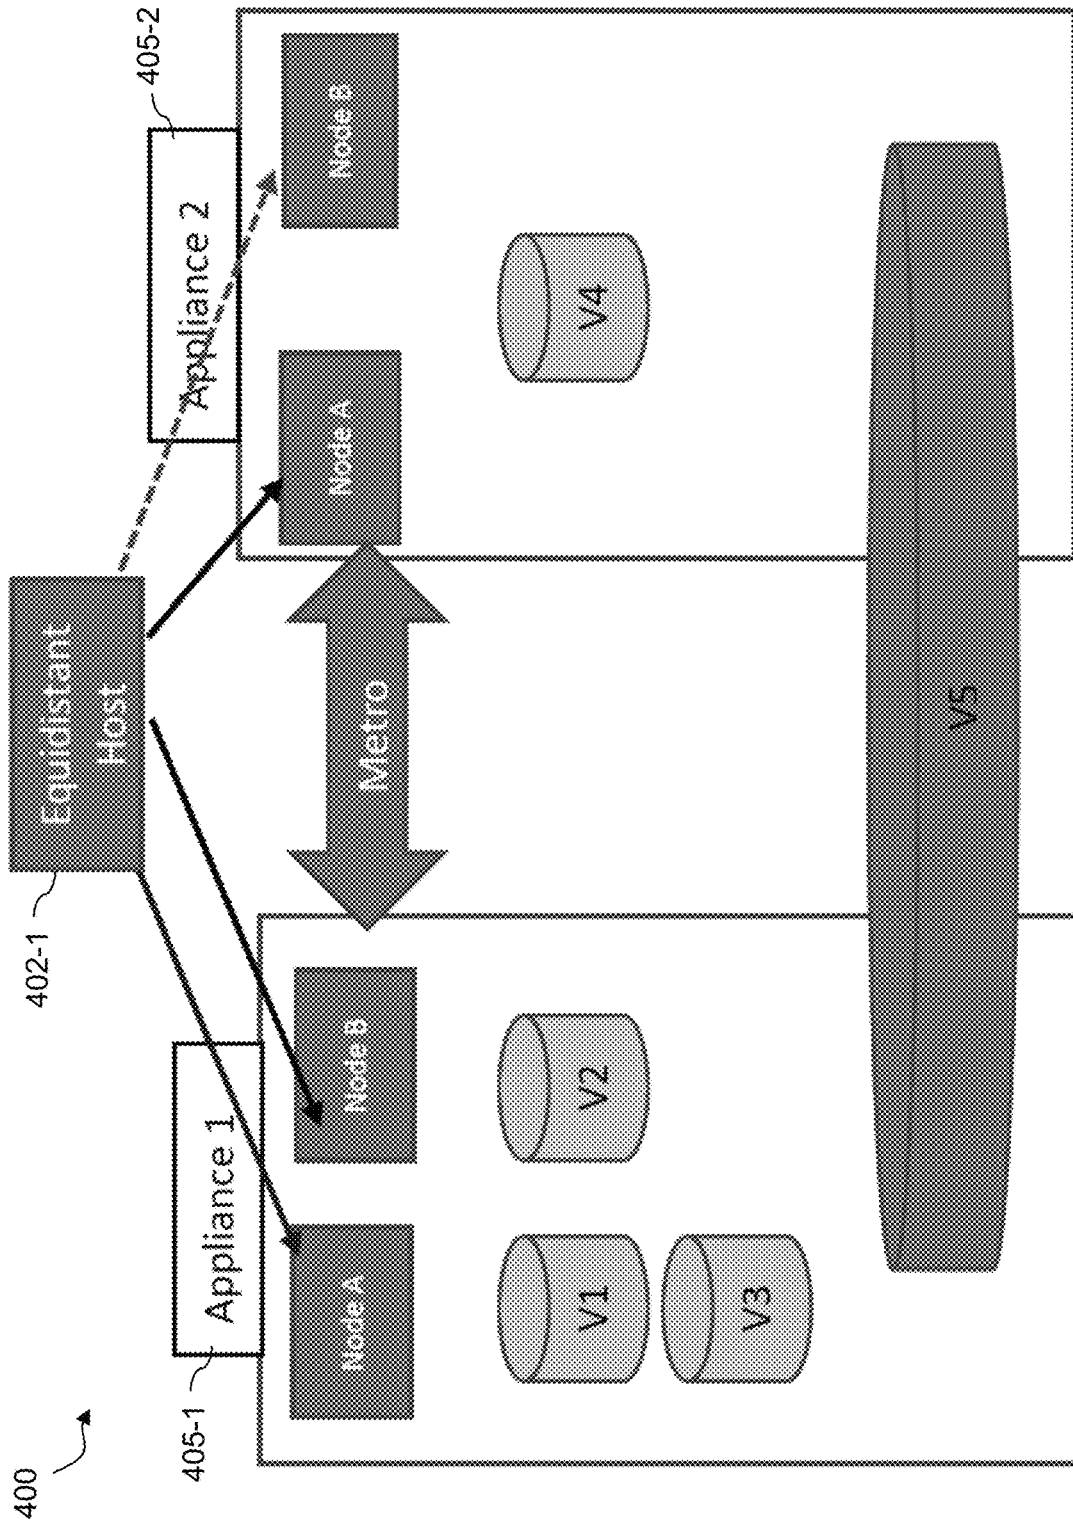 400
402-1
Equidistant
Host
405-1
Appliance 1
405-2
Appliance 2
Node A
Node B
Metro
Node A
Node B
V1
V2
V4
V3
V5